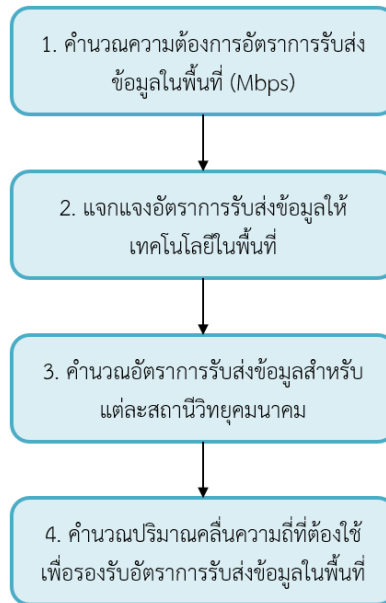 1. คำนวณความต้องการอัตราการรับส่ง
ข้อมูลในพื้นที่ (Mbps)
2. แจกแจงอัตราการรับส่งข้อมูลให้
เทคโนโลยีในพื้นที่
3. คำนวณอัตราการรับส่งข้อมูลสำหรับ
แต่ละสถานีวิทยุคมนาคม
4. คำนวณปริมาณคลื่นความถี่ที่ต้องใช้
เพื่อรองรับอัตราการรับส่งข้อมูลในพื้นที่